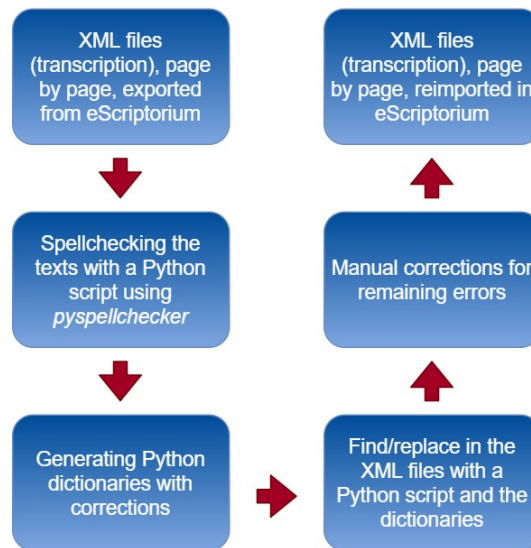 XML files
(transcription), page
by page, exported
from eScriptorium
Spellchecking the
texts with a Python
script using
pyspellchecker
Generating Python
dictionaries with
corrections
Find/replace in the
XML files with a
Python script and the
dictionaries
Manual corrections for
remaining errors
XML files
(transcription), page
by page, reimported in
eScriptorium